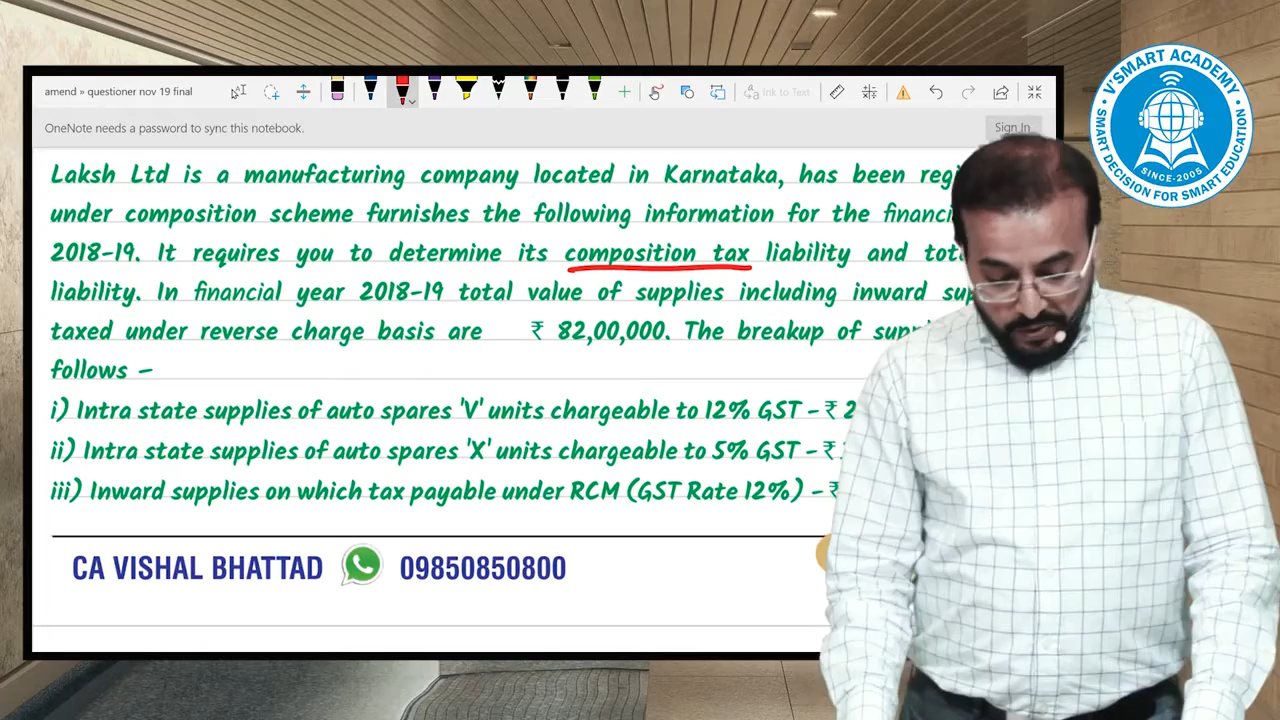 amend » questioner nov 19 final
Ink to Text
OneNote needs a password to sync this notebook.
Sign In
Laksh Ltd is a manufacturing company located in Karnataka, has been
under composition scheme furnishes the following information for the
2018-19. It requires you to determine its composition tax liability and
liability. In financial year 2018-19 total value of supplies including inward
taxed under reverse charge basis are ₹ 82,00,000. The breakup of
follows –
i) Intra state supplies of auto spares 'V' units chargeable to 12% GST - ₹ 2
ii) Intra state supplies of auto spares 'X' units chargeable to 5% GST - ₹
iii) Inward supplies on which tax payable under RCM (GST Rate 12%) - ₹
CA VISHAL BHATTAD 09850850800
V'SMART ACADEMY
SINCE-2005
SMART DECISION FOR SMART EDUCATION